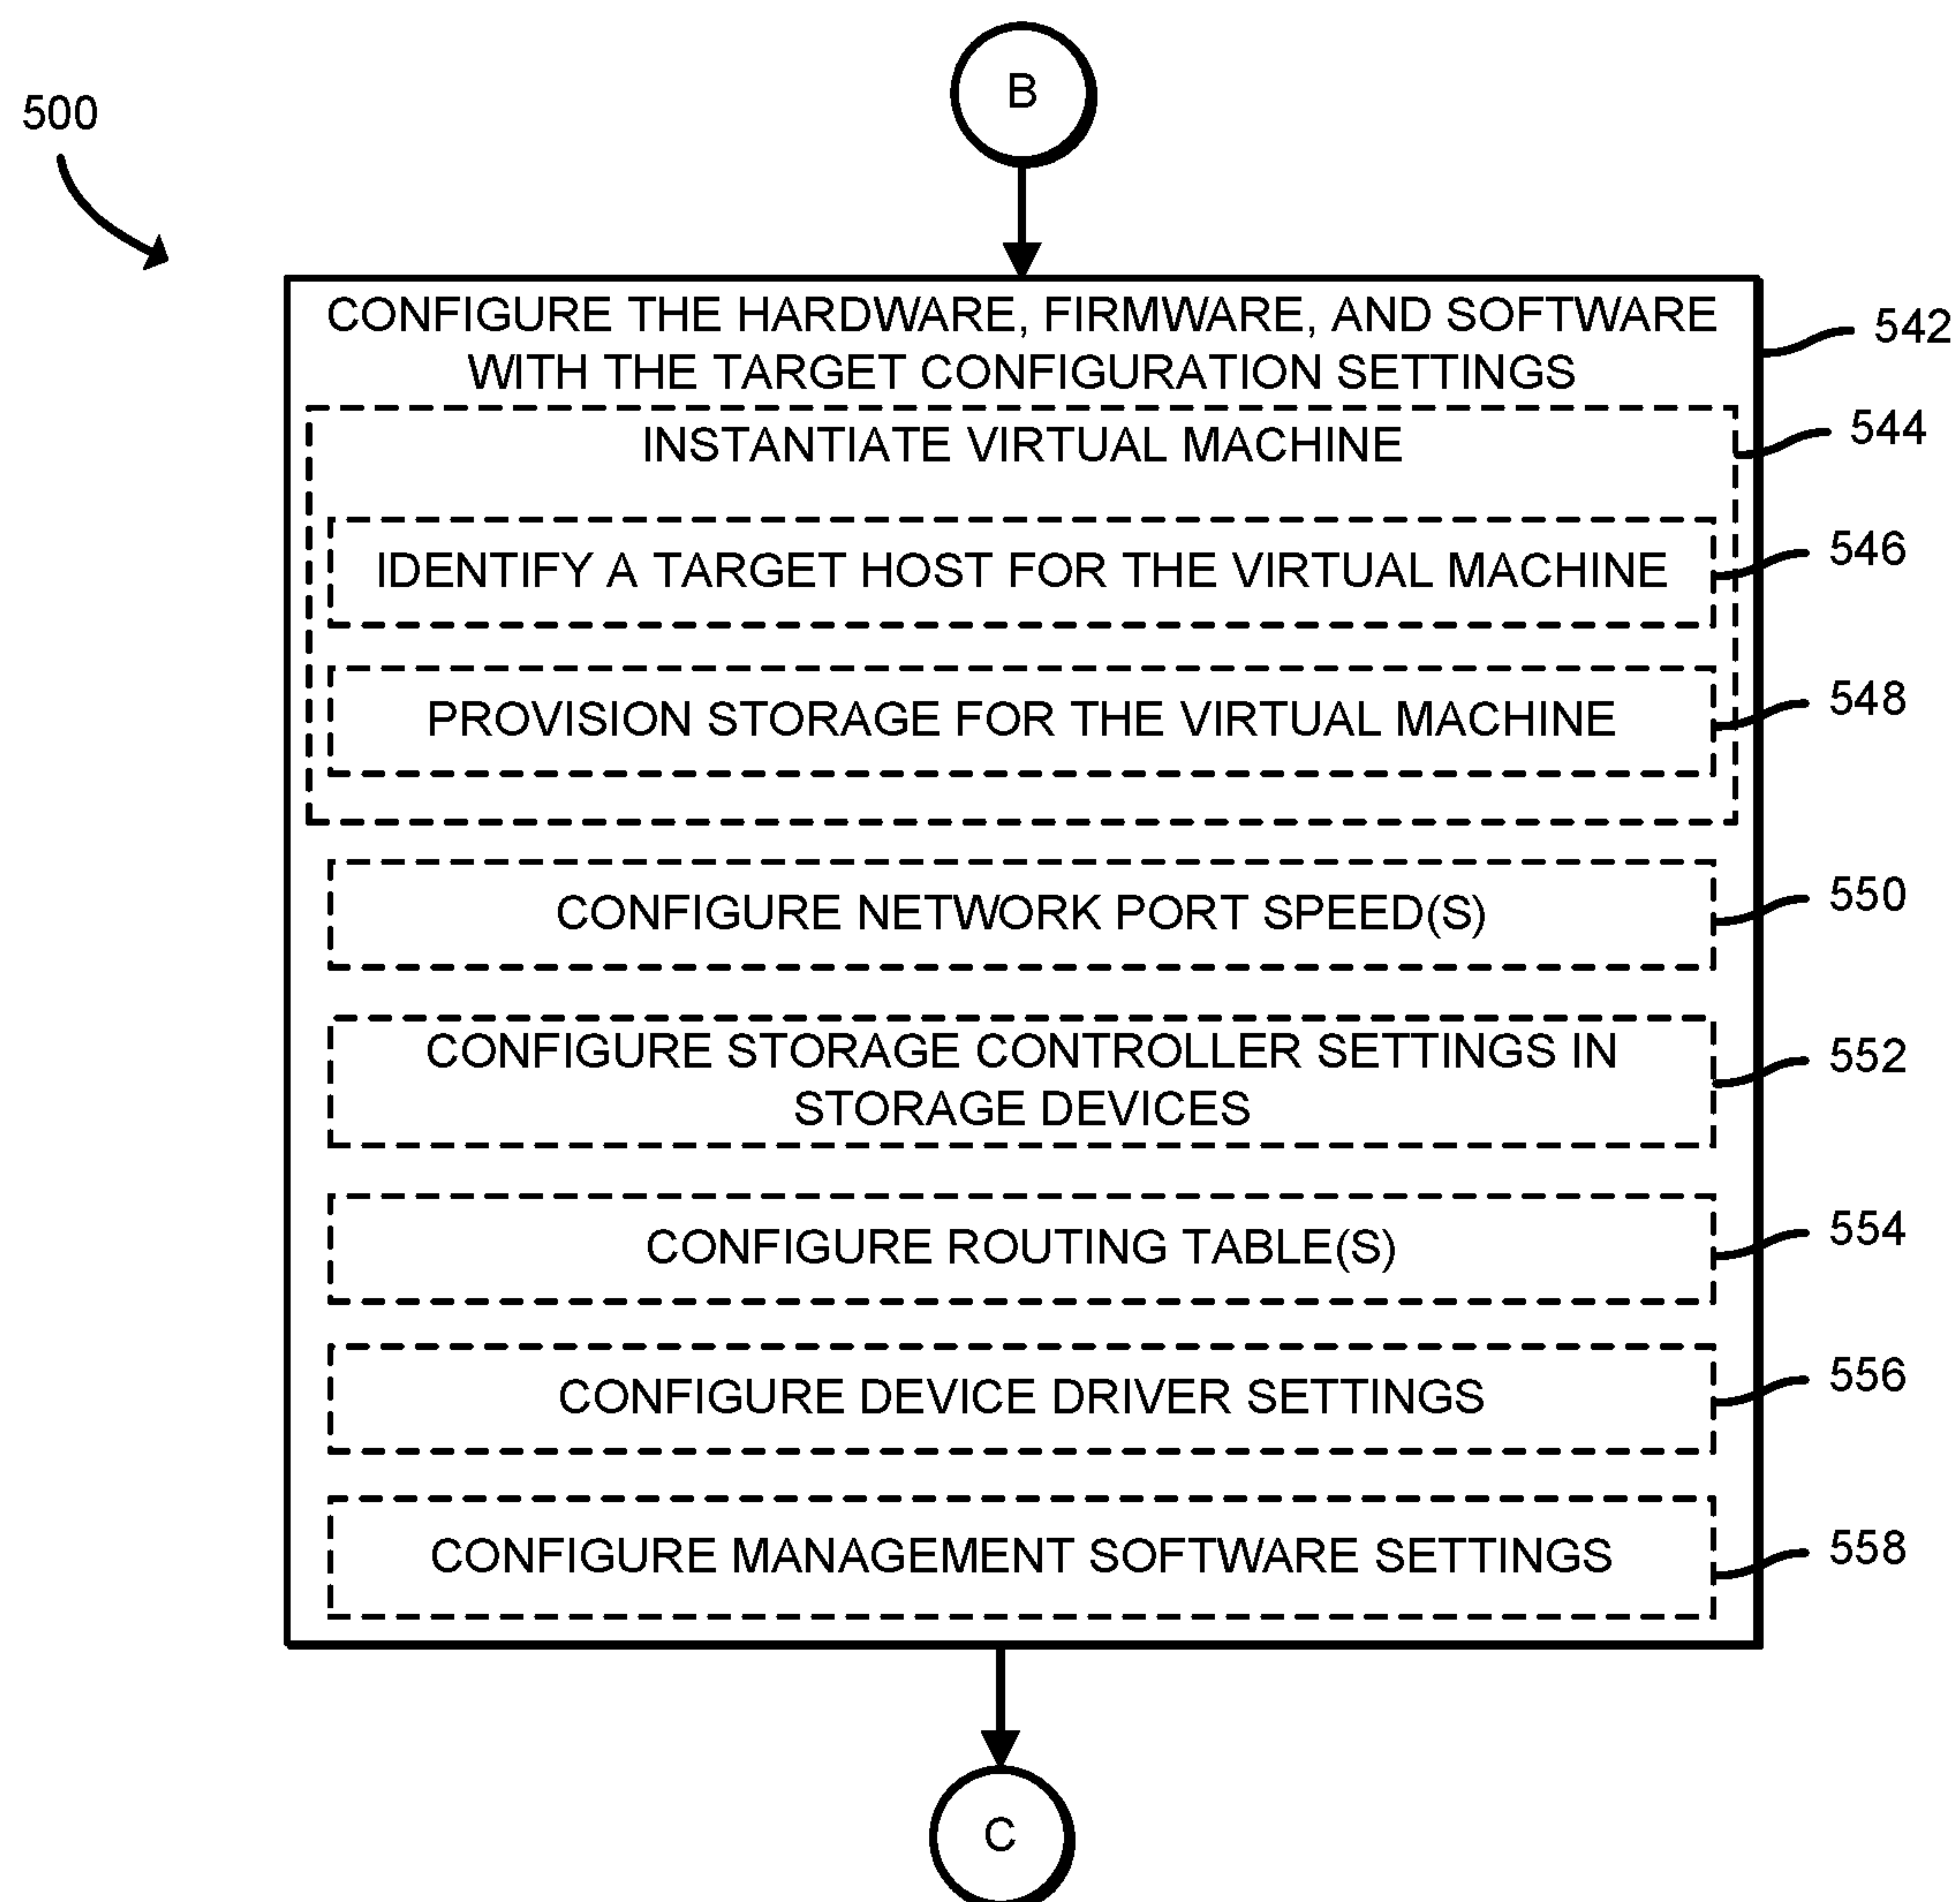 B
500
CONFIGURE THE HARDWARE, FIRMWARE, AND SOFTWARE
WITH THE TARGET CONFIGURATION SETTINGS
542
INSTANTIATE VIRTUAL MACHINE
544
IDENTIFY A TARGET HOST FOR THE VIRTUAL MACHINE
546
PROVISION STORAGE FOR THE VIRTUAL MACHINE
548
CONFIGURE NETWORK PORT SPEED(S)
550
CONFIGURE STORAGE CONTROLLER SETTINGS IN
STORAGE DEVICES
552
CONFIGURE ROUTING TABLE(S)
554
CONFIGURE DEVICE DRIVER SETTINGS
556
CONFIGURE MANAGEMENT SOFTWARE SETTINGS
558
C